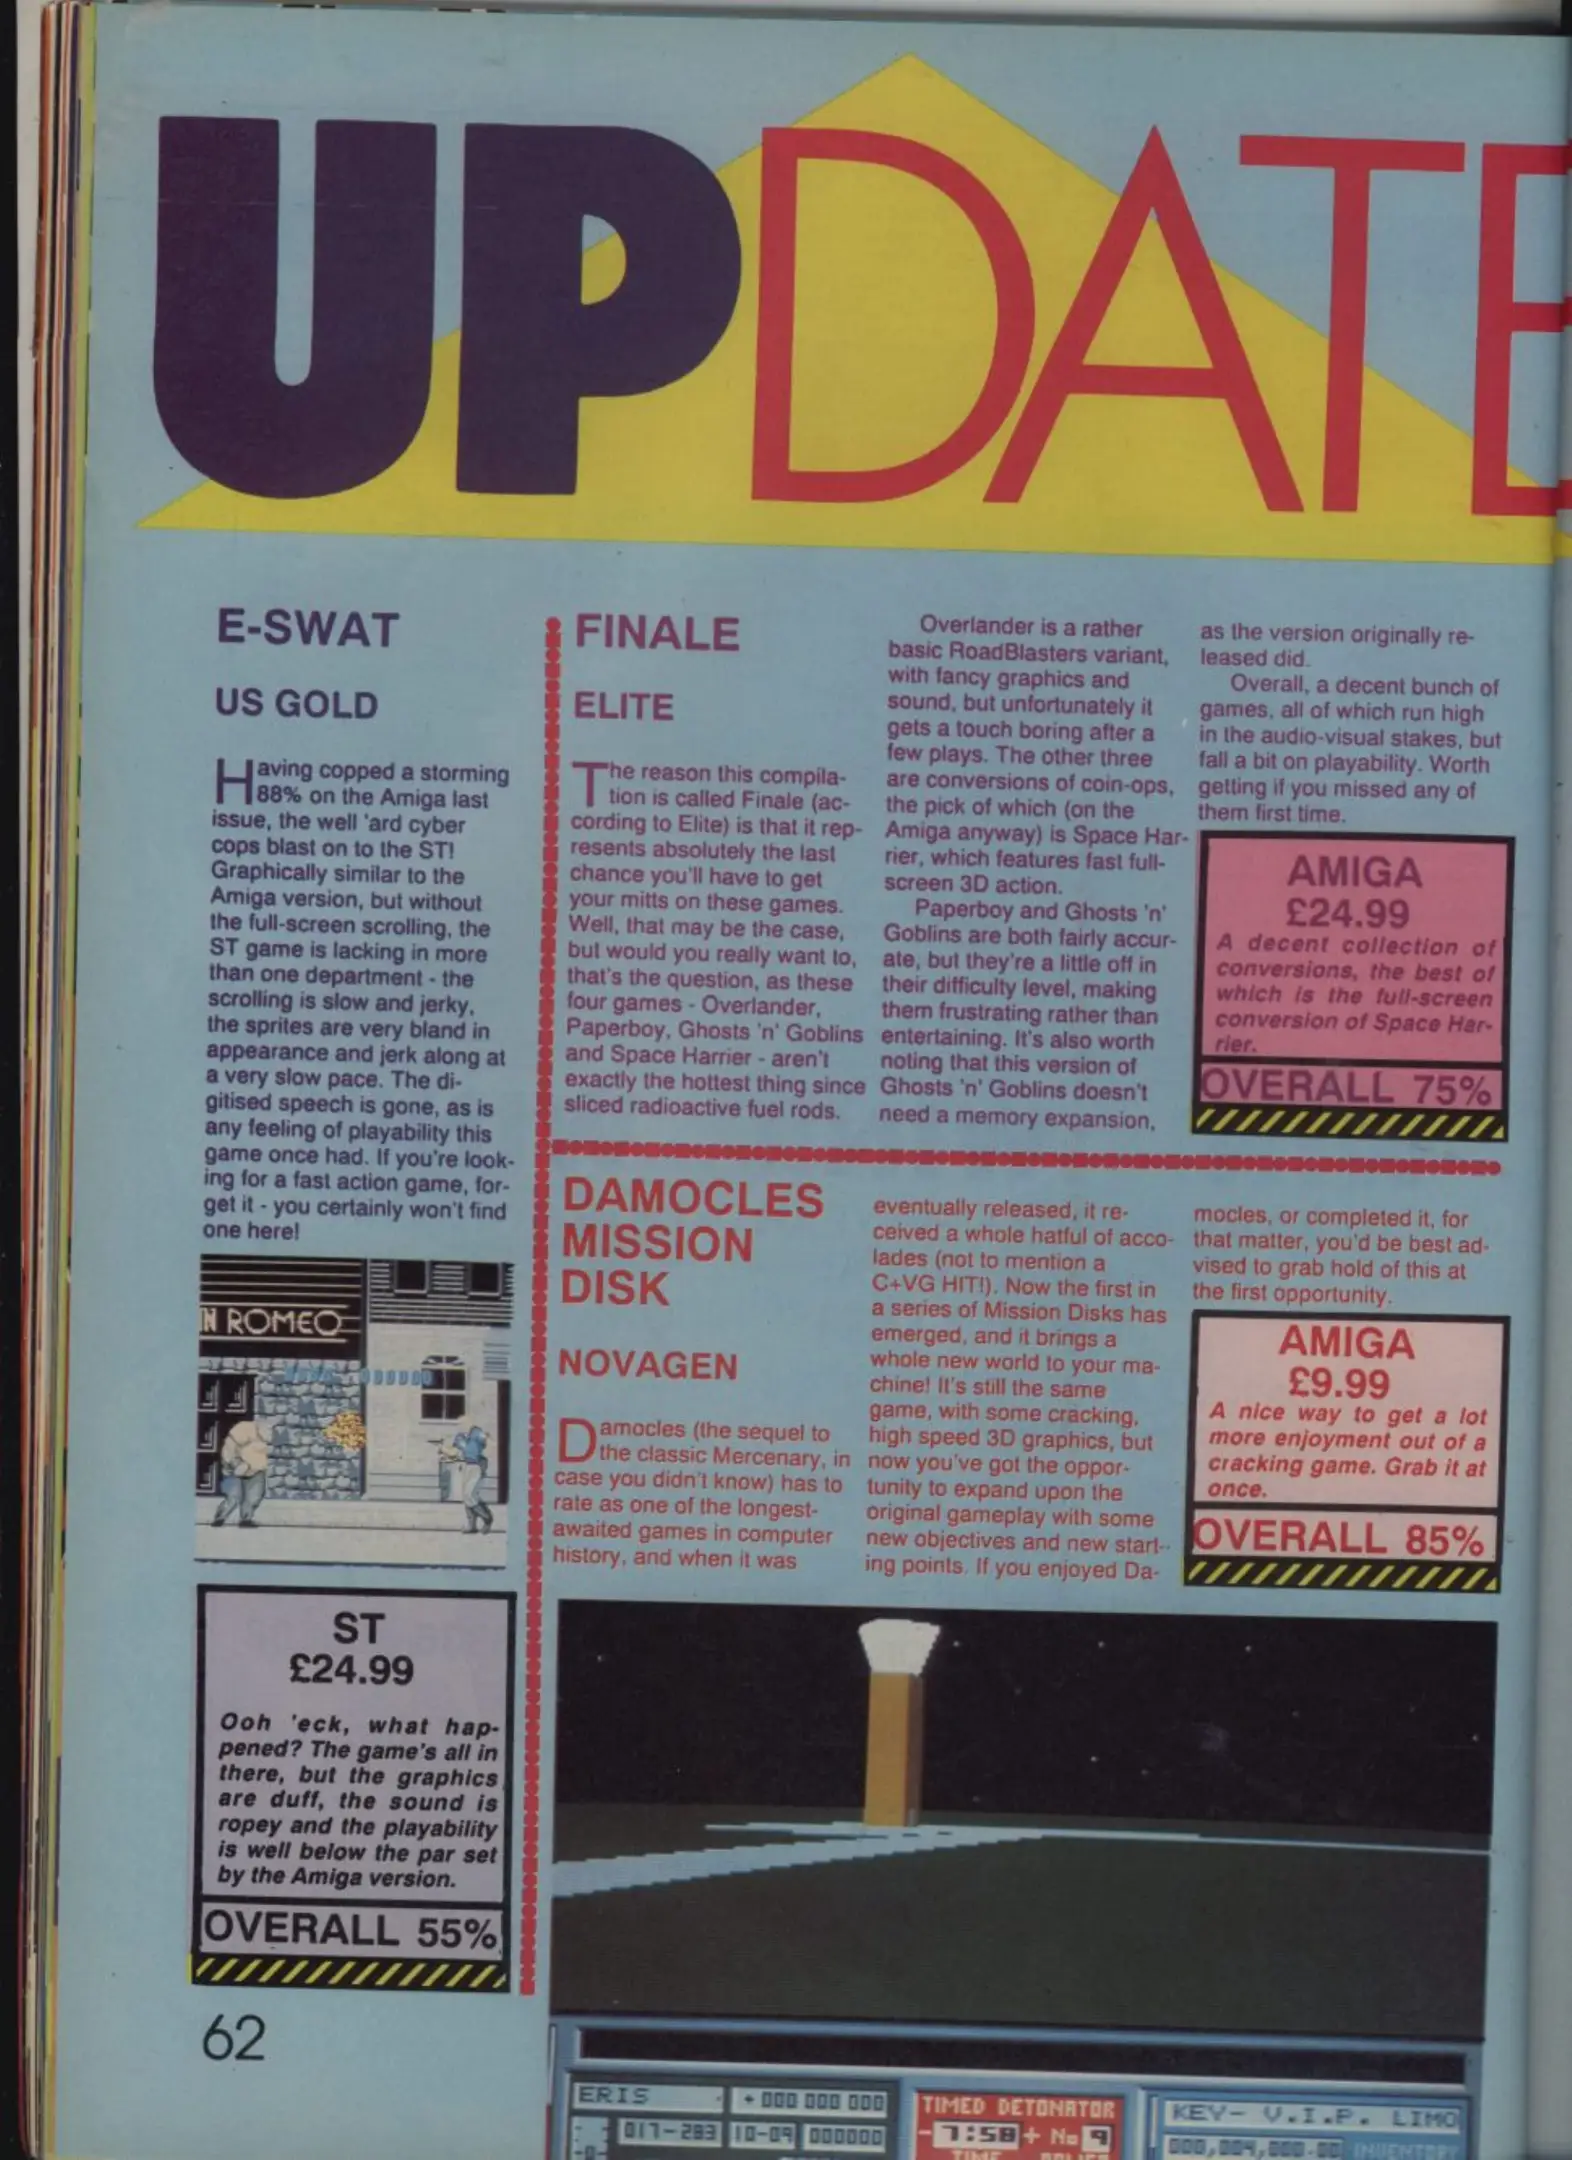 UPDATE
E-SWAT
US GOLD
Having copped a storming
88% on the Amiga last
issue, the well 'ard cyber
cops blast on to the ST!
Graphically similar to the
Amiga version, but without
the full-screen scrolling, the
ST game is lacking in more
than one department - the
scrolling is slow and jerky,
the sprites are very bland in
appearance and jerk along at
a very slow pace. The di-
gitised speech is gone, as is
any feeling of playability this
game once had. If you're look-
ing for a fast action game, for-
get it - you certainly won't find
one here!
N ROMEO
ST
£24.99
Ooh 'eck, what hap-
pened? The game's all in
there, but the graphics
are duff, the sound is
ropey and the playability
is well below the par set
by the Amiga version.
OVERALL 55%
62
FINALE
ELITE
The reason this compila-
tion is called Finale (ac-
cording to Elite) is that it rep-
resents absolutely the last
chance you'll have to get
your mitts on these games.
Well, that may be the case,
but would you really want to,
that's the question, as these
four games - Overlander,
Paperboy, Ghosts 'n' Goblins
and Space Harrier - aren't
exactly the hottest thing since
sliced radioactive fuel rods.
Overlander is a rather
basic RoadBlasters variant,
with fancy graphics and
sound, but unfortunately it
gets a touch boring after a
few plays. The other three
are conversions of coin-ops,
the pick of which (on the
Amiga anyway) is Space Har-
rier, which features fast full-
screen 3D action.
Paperboy and Ghosts 'n'
Goblins are both fairly accur-
ate, but they're a little off in
their difficulty level, making
them frustrating rather than
entertaining. It's also worth
noting that this version of
Ghosts 'n' Goblins doesn't
need a memory expansion,
as the version originally re-
leased did.
Overall, a decent bunch of
games, all of which run high
in the audio-visual stakes, but
fall a bit on playability. Worth
getting if you missed any of
them first time.
AMIGA
£24.99
A decent collection of
conversions, the best of
which is the full-screen
conversion of Space Har-
rier.
OVERALL 75%
DAMOCLES
MISSION
DISK
NOVAGEN
Damocles (the sequel to
the classic Mercenary, in
case you didn't know) has to
rate as one of the longest-
awaited games in computer
history, and when it was
eventually released, it re-
ceived a whole hatful of acco-
lades (not to mention a
C+VG HIT!). Now the first in
a series of Mission Disks has
emerged, and it brings a
whole new world to your ma-
chine! It's still the same
game, with some cracking,
high speed 3D graphics, but
now you've got the oppor-
tunity to expand upon the
original gameplay with some
new objectives and new start-
ing points. If you enjoyed Da-
mocles, or completed it, for
that matter, you'd be best ad-
vised to grab hold of this at
the first opportunity.
AMIGA
£9.99
A nice way to get a lot
more enjoyment out of a
cracking game. Grab it at
once.
OVERALL 85%
ERIS + 000 000 000
017-283 10-09 000000
TIMED DETONATOR
-7:58+ No 9
TIME
KEY- V.I.P. LIMO
000,004,000.00 INVENTORY